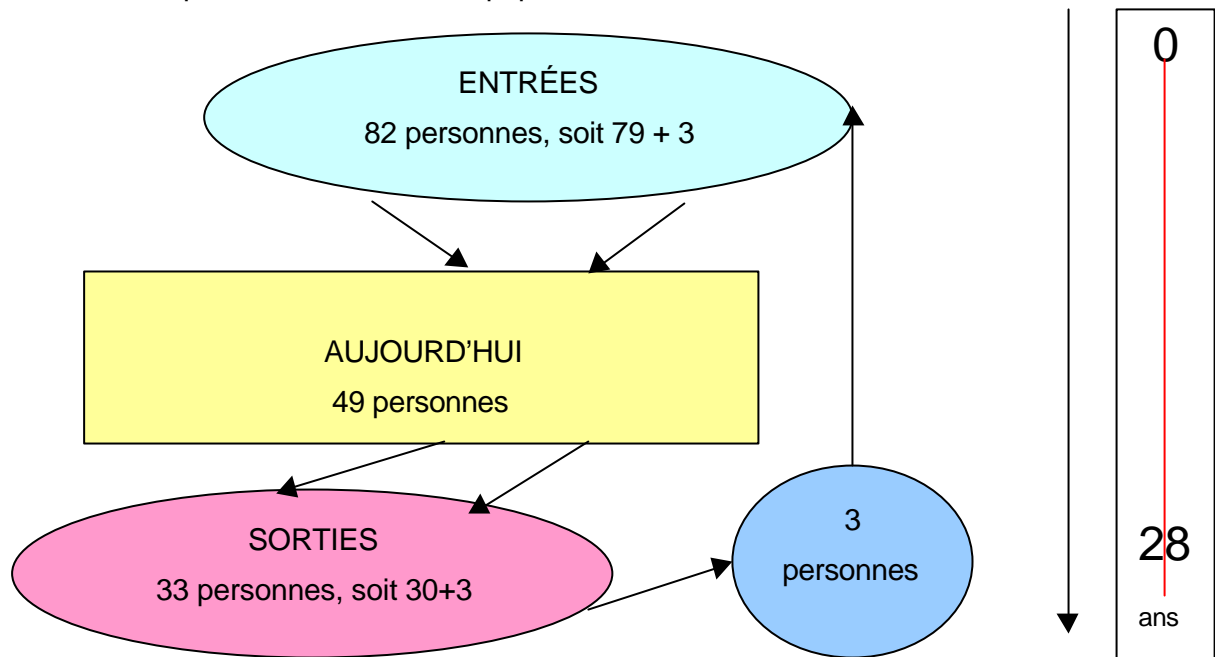 ENTRÉES
82 personnes, soit 79 + 3
AUJOURD'HUI
49 personnes
SORTIES
33 personnes, soit 30+3
3
personnes
0
28
ans